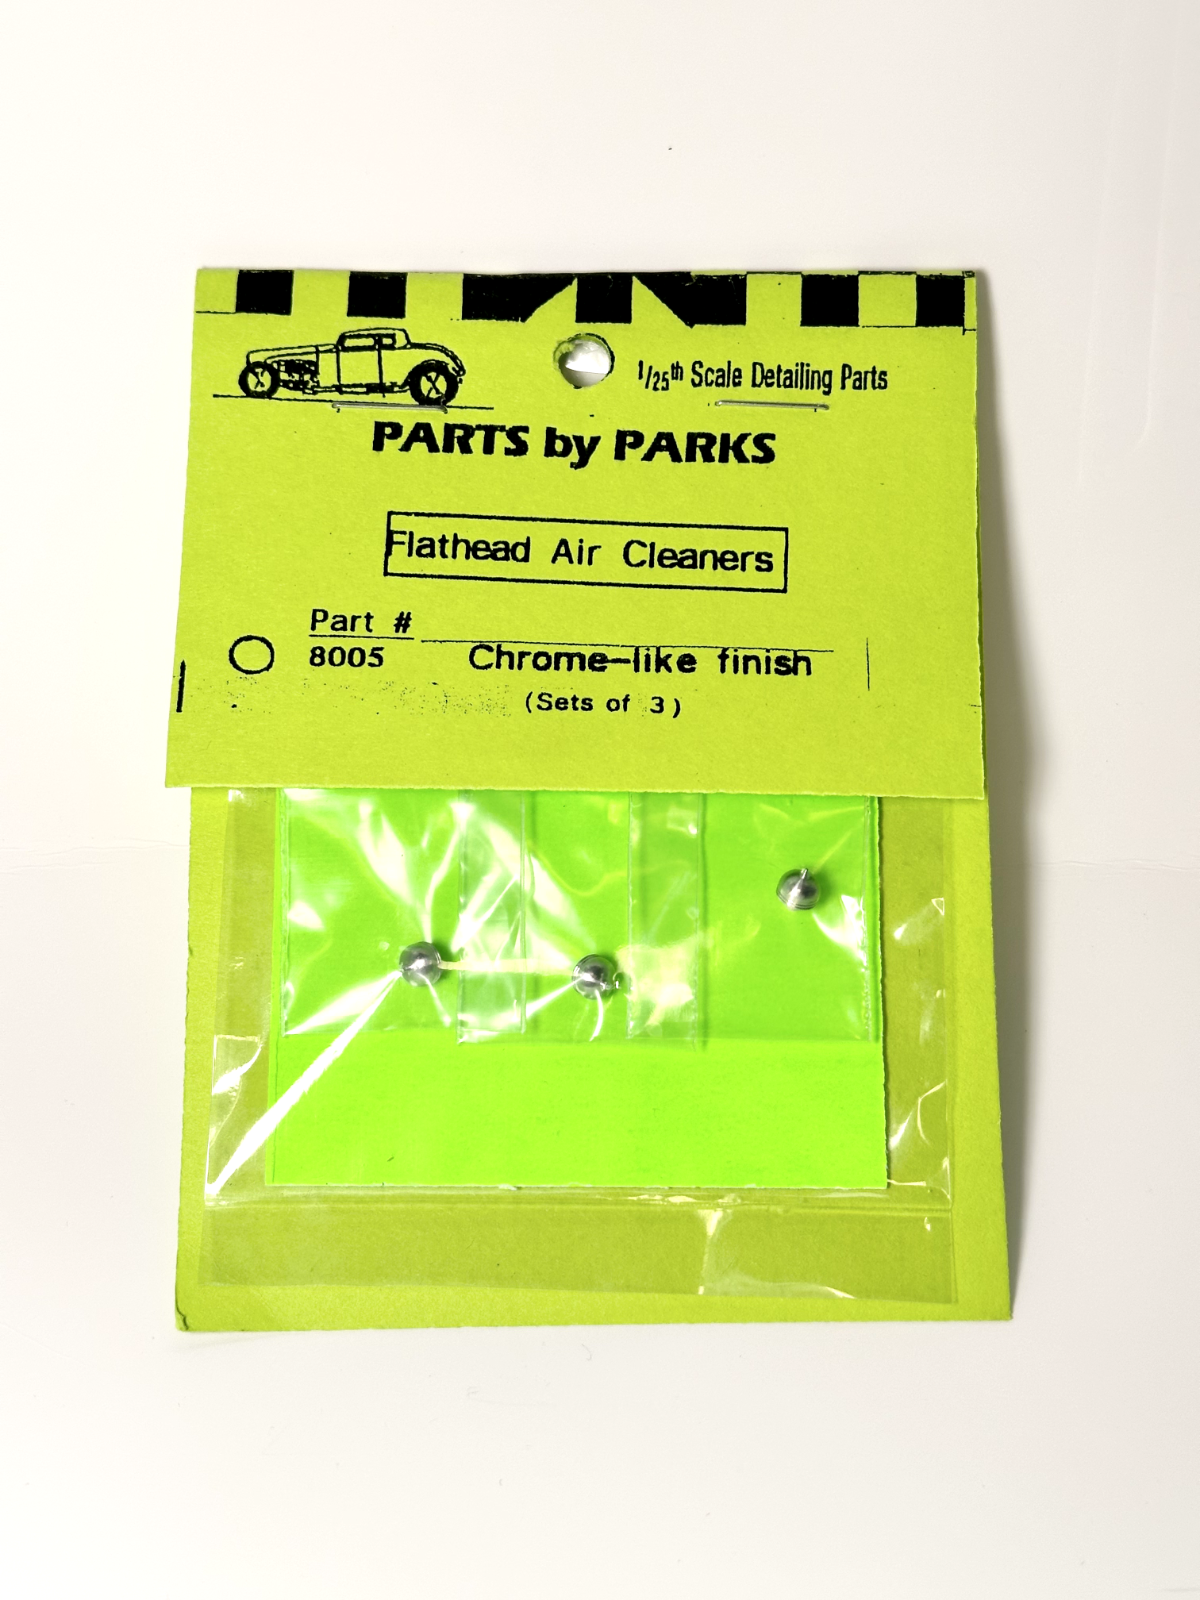 1/25th Scale Detailing Parts
PARTS by PARKS
Flathead Air Cleaners
Part #
8005 Chrome-like finish
(Sets of 3)